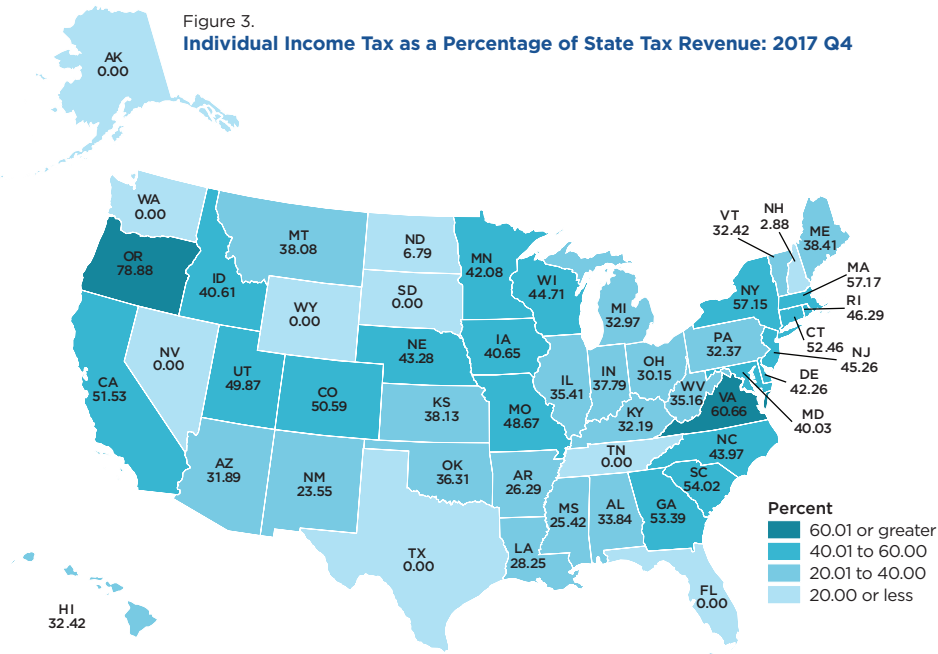 Figure 3.
Individual Income Tax as a Percentage of State Tax Revenue: 2017 Q4
AK
0.00
WA
0.00
OR
78.88
ID
40.61
MT
38.08
ND
6.79
MN
42.08
WI
44.71
MI
32.97
VT
32.42
NH
2.88
ME
38.41
MA
57.17
RI
46.29
CT
52.46
NJ
45.26
DE
42.26
MD
40.03
NY
57.15
PA
32.37
WY
0.00
SD
0.00
NE
43.28
IA
40.65
IL
35.41
IN
37.79
OH
30.15
WV
35.16
VA
60.66
KY
32.19
CA
51.53
NV
0.00
UT
49.87
CO
50.59
KS
38.13
MO
48.67
TN
0.00
NC
43.97
SC
54.02
AZ
31.89
NM
23.55
OK
36.31
AR
26.29
MS
25.42
AL
33.84
GA
53.39
TX
0.00
LA
28.25
FL
0.00
HI
32.42
Percent
60.01 or greater
40.01 to 60.00
20.01 to 40.00
20.00 or less